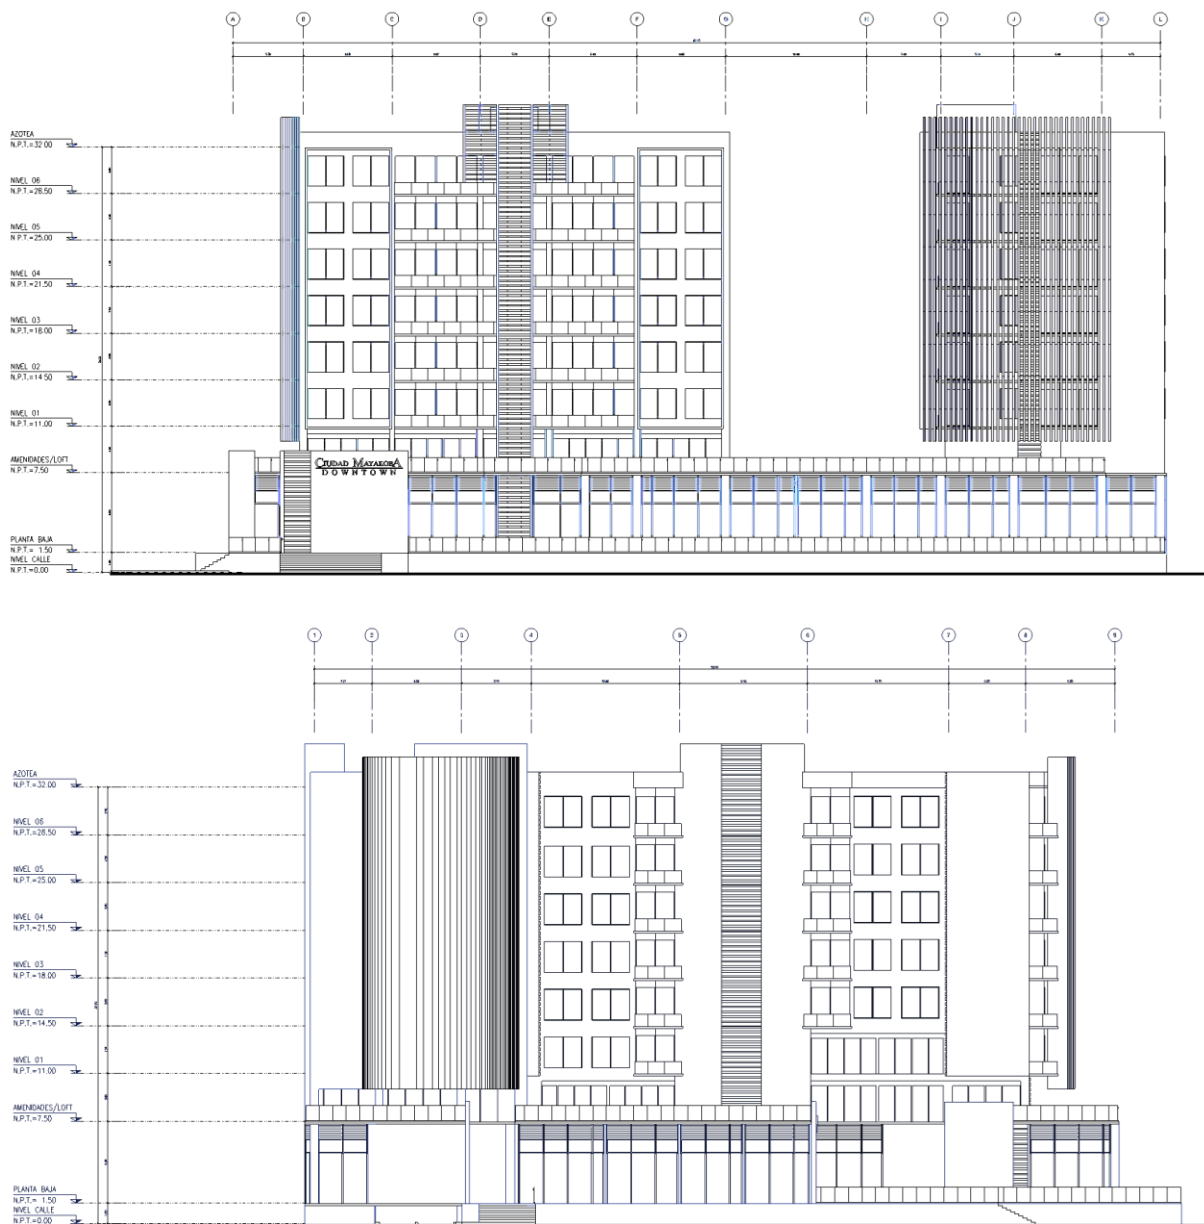 A B C D E F G H I J K L
AZOTEA
N.P.T.=32.00
NIVEL 06
N.P.T.=28.50
NIVEL 05
N.P.T.=25.00
NIVEL 04
N.P.T.=21.50
NIVEL 03
N.P.T.=18.00
NIVEL 02
N.P.T.=14.50
NIVEL 01
N.P.T.=11.00
AMENIDADES/LOFT
N.P.T.=7.50
CIUDAD MAYAKOBA
DOWNTOWN
PLANTA BAJA
N.P.T.= 1.50
NIVEL CALLE
N.P.T.=0.00
1 2 3 4 5 6 7 8 9
AZOTEA
N.P.T.=32.00
NIVEL 06
N.P.T.=28.50
NIVEL 05
N.P.T.=25.00
NIVEL 04
N.P.T.=21.50
NIVEL 03
N.P.T.=18.00
NIVEL 02
N.P.T.=14.50
NIVEL 01
N.P.T.=11.00
AMENIDADES/LOFT
N.P.T.=7.50
PLANTA BAJA
N.P.T.= 1.50
NIVEL CALLE
N.P.T.=0.00